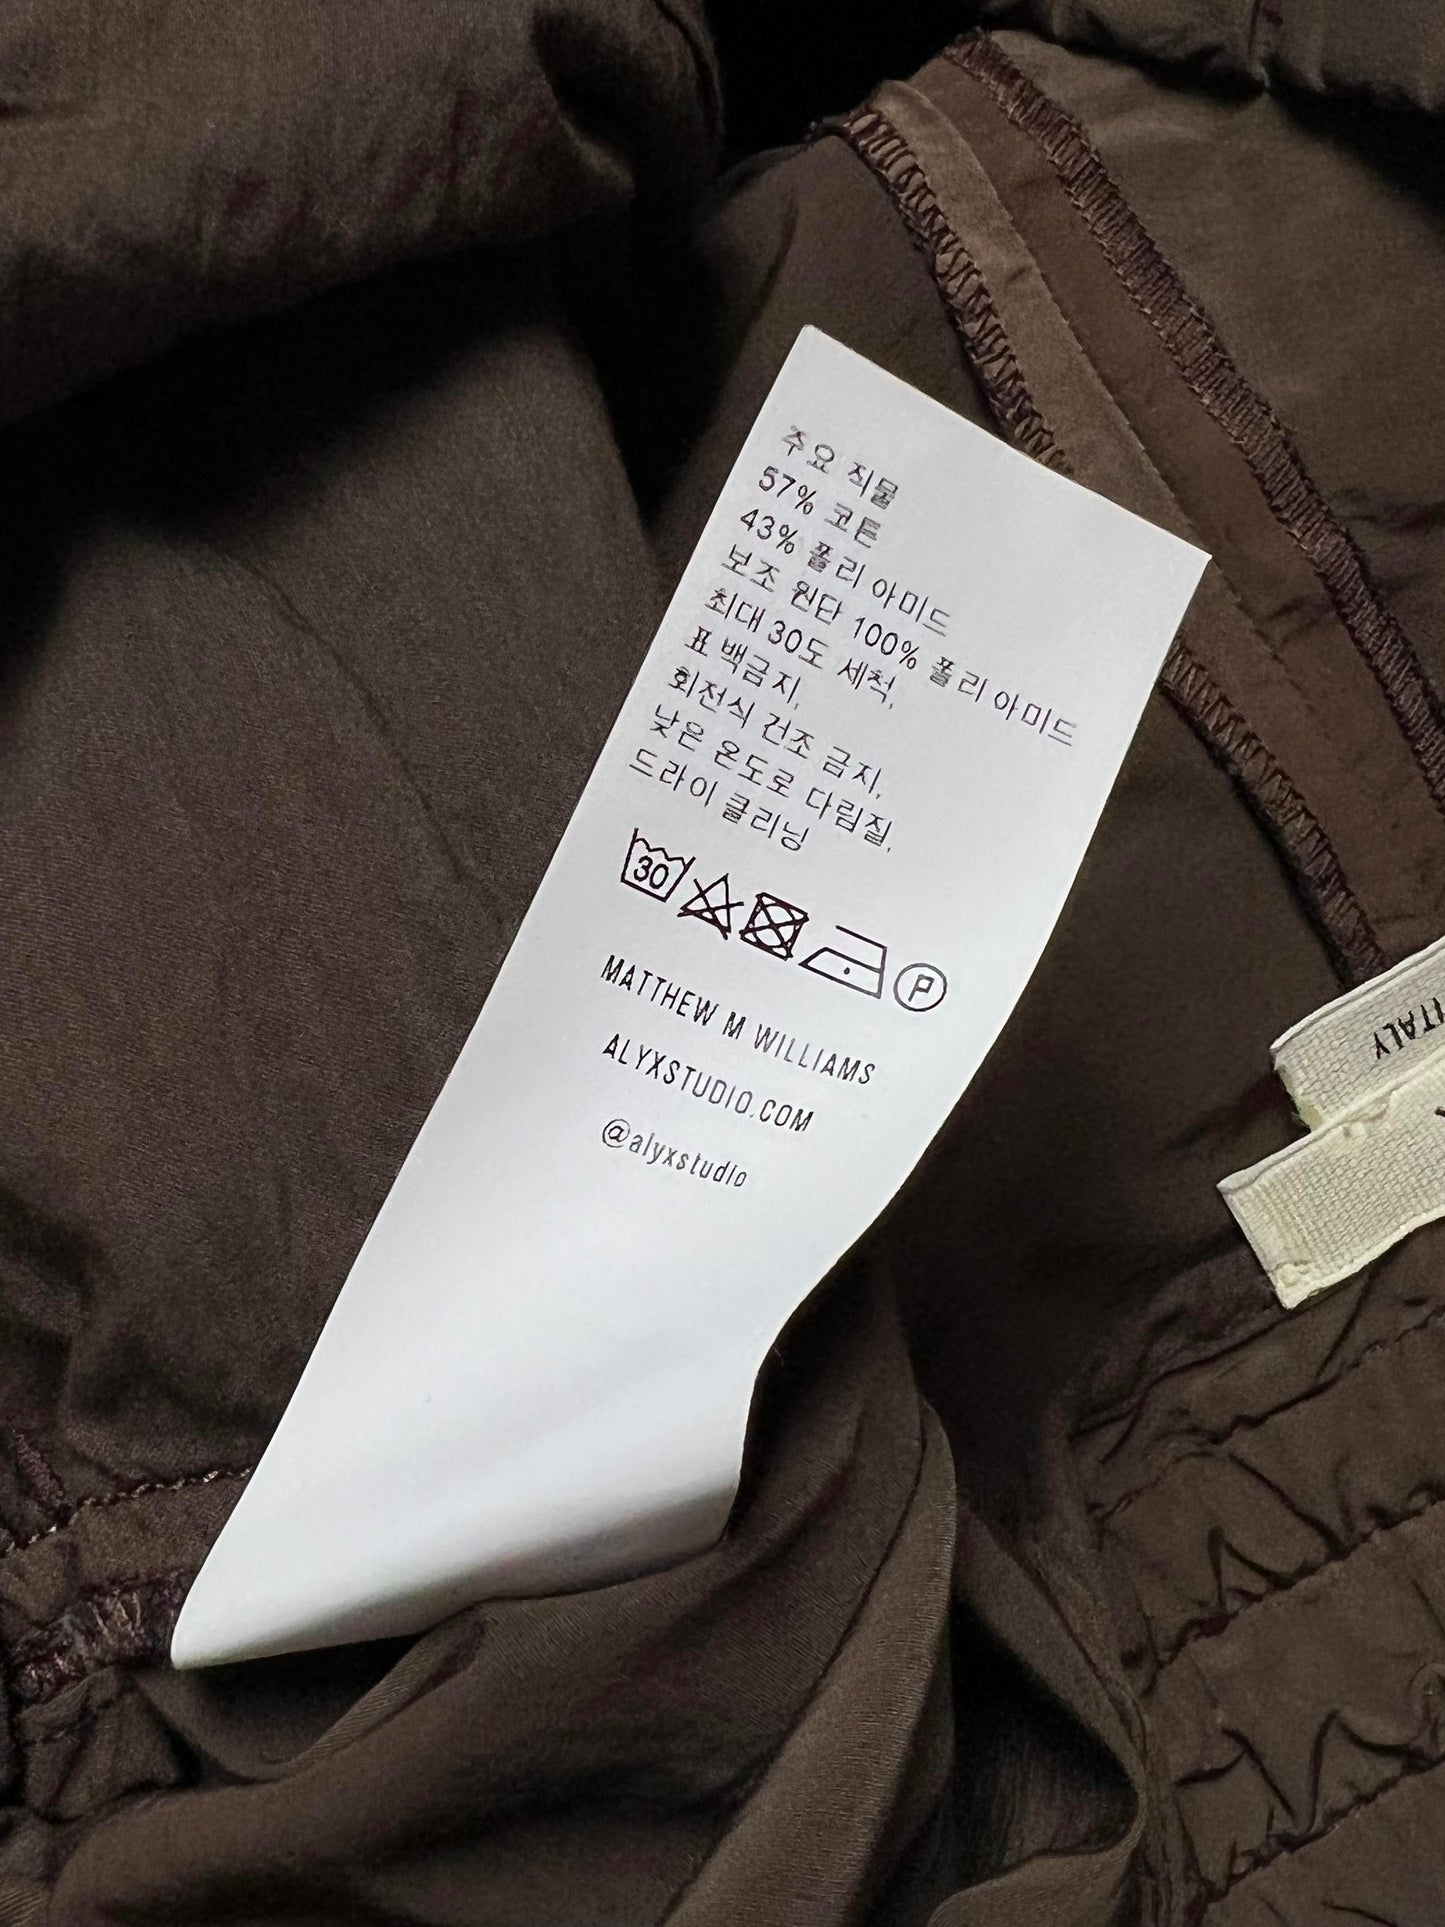 주요 직물
57% 코튼
43% 폴리 아미드
보조 원단 100% 폴리 아미드
최대 30도 세척,
표 백금지,
회전식 건조 금지,
낮은 온도로 다림질,
드라이 클리닝
30
P
MATTHEW M WILLIAMS
ALYXSTUDIO.COM
@alyxstudio
ITALY